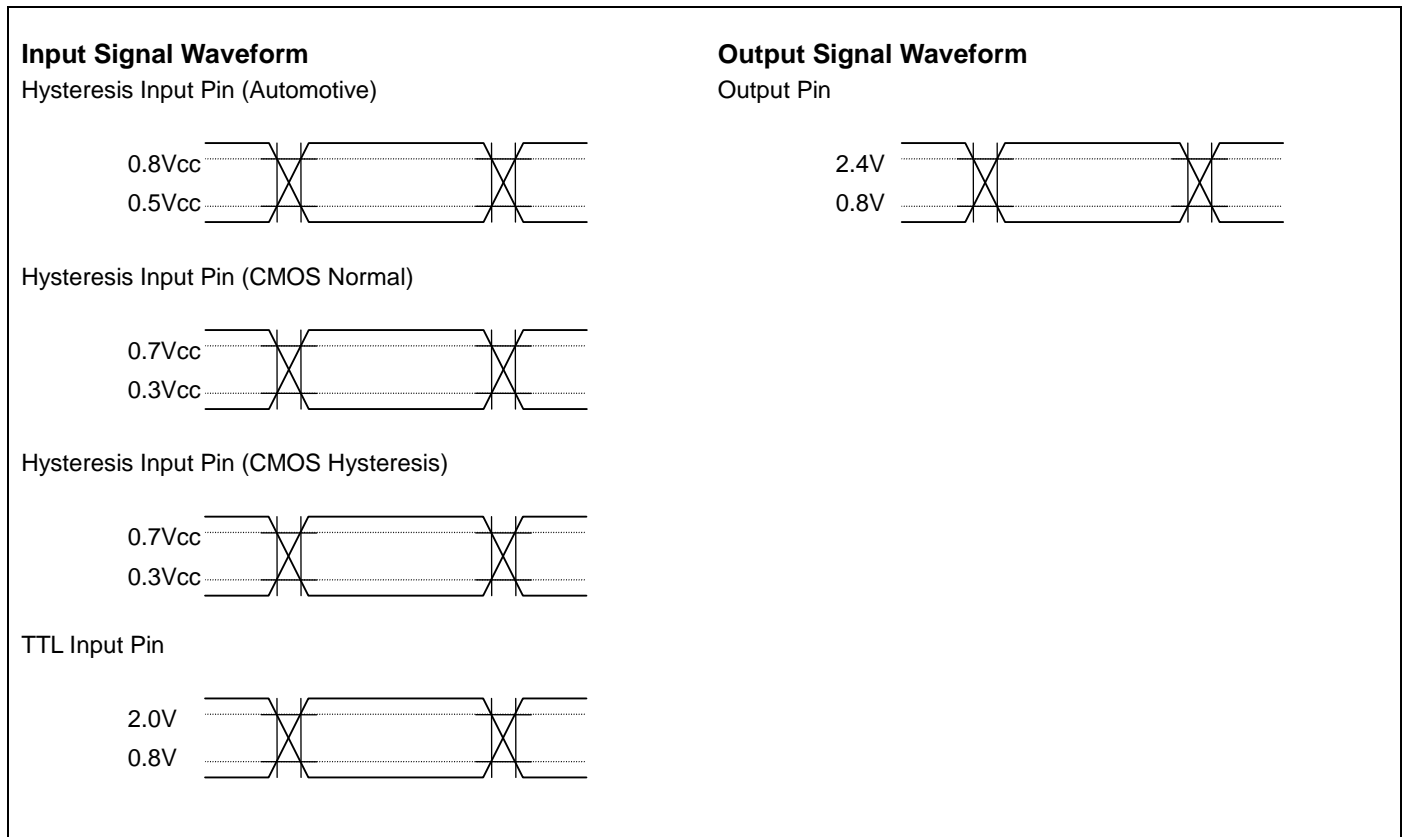 Input Signal Waveform
Hysteresis Input Pin (Automotive)
0.8Vcc
0.5Vcc
Hysteresis Input Pin (CMOS Normal)
0.7Vcc
0.3Vcc
Hysteresis Input Pin (CMOS Hysteresis)
0.7Vcc
0.3Vcc
TTL Input Pin
2.0V
0.8V
Output Signal Waveform
Output Pin
2.4V
0.8V